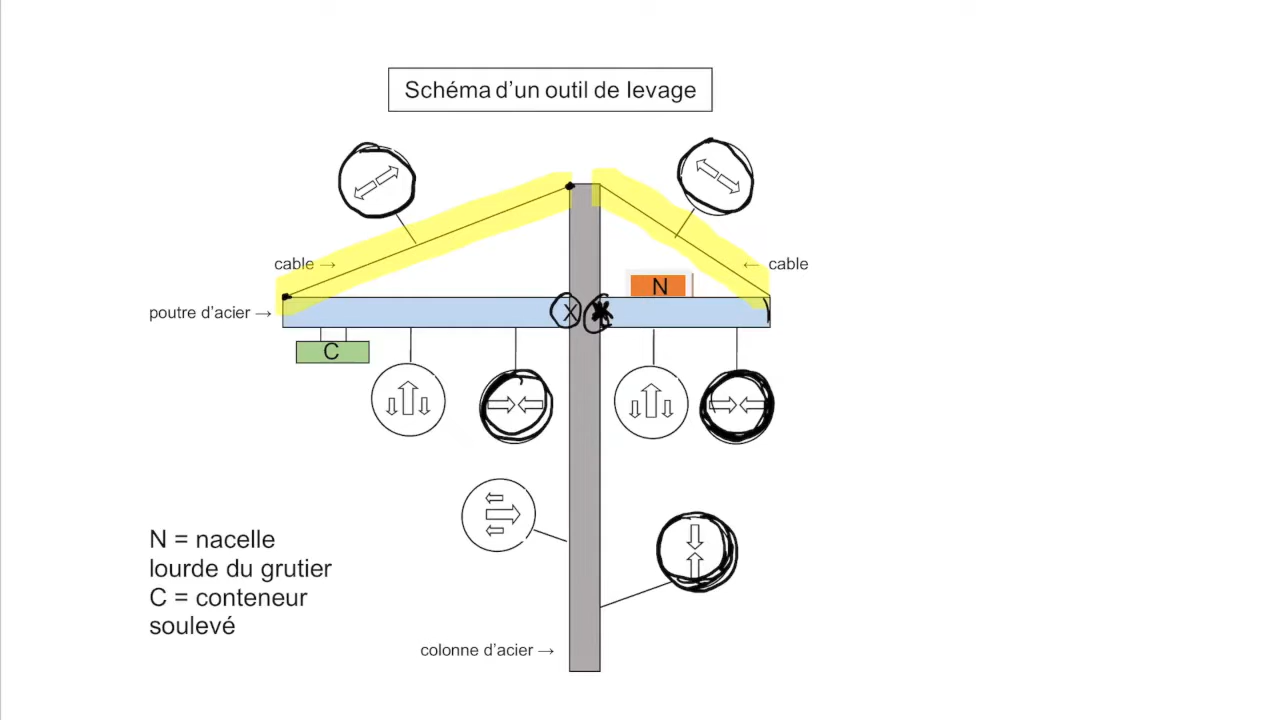 Schéma d'un outil de levage
cable →
← cable
N
poutre d'acier →
X
C
N = nacelle
lourde du grutier
C = conteneur
soulevé
colonne d'acier →